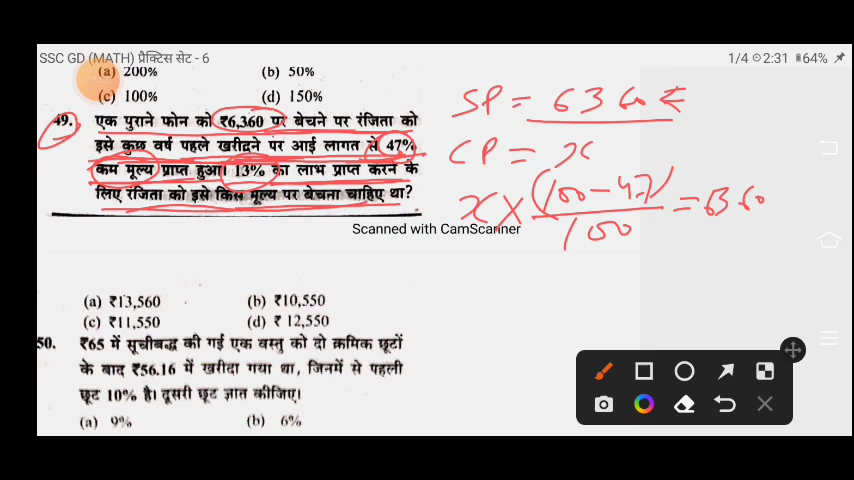 SSC GD (MATH) प्रैक्टिस सेट - 6
1/4 2:31 64%
(a) 200% (b) 50%
(c) 100% (d) 150%
49. एक पुराने फोन को ₹6,360 पर बेचने पर रंजिता को
इसे कुछ वर्ष पहले खरीदने पर आई लागत से 47%
कम मूल्य प्राप्त हुआ। 13% का लाभ प्राप्त करने के
लिए रंजिता को इसे किस मूल्य पर बेचना चाहिए था?
SP = 6360 ₹
CP = x
x × (100-47)/100 = 6360
Scanned with CamScanner
(a) ₹13,560 (b) ₹10,550
(c) ₹11,550 (d) ₹ 12,550
50. ₹65 में सूचीबद्ध की गई एक वस्तु को दो क्रमिक छूटों
के बाद ₹56.16 में खरीदा गया था, जिनमें से पहली
छूट 10% है। दूसरी छूट ज्ञात कीजिए।
(a) 9% (b) 6%